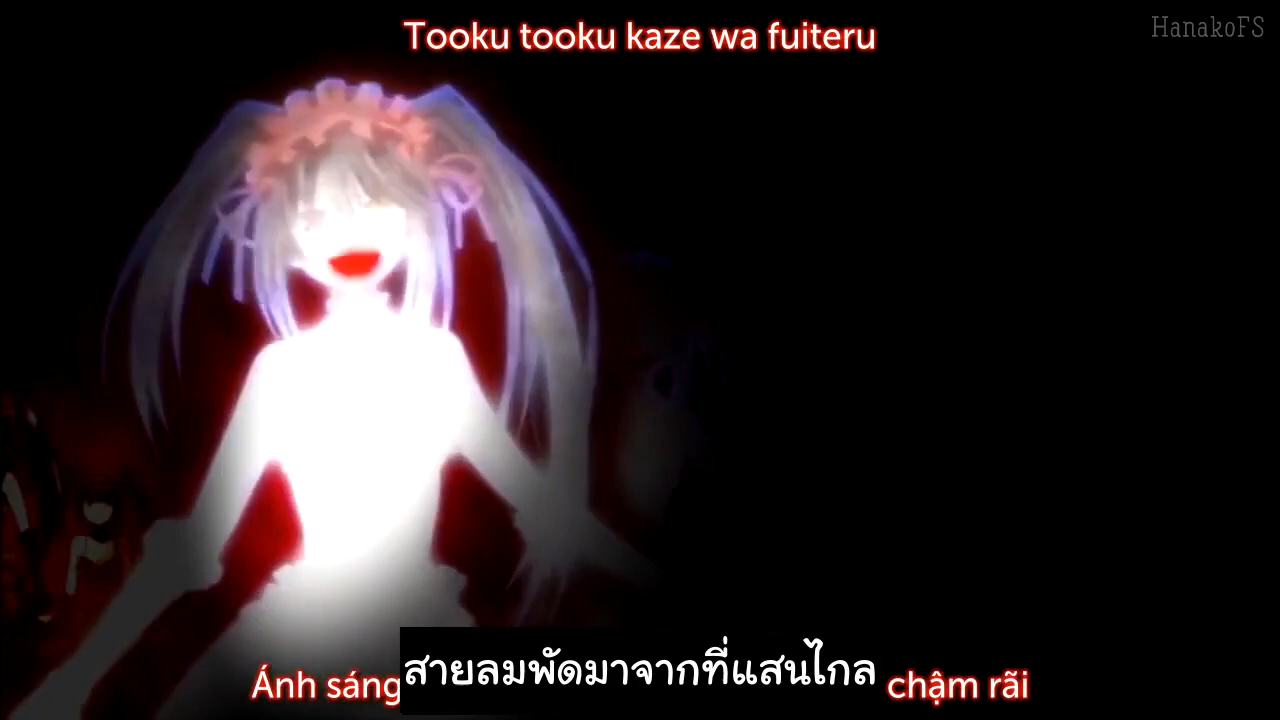 Tooku tooku kaze wa fuiteru
HanakoFS
Ánh sáng สายลมพัดมาจากที่แสนไกล chậm rãi